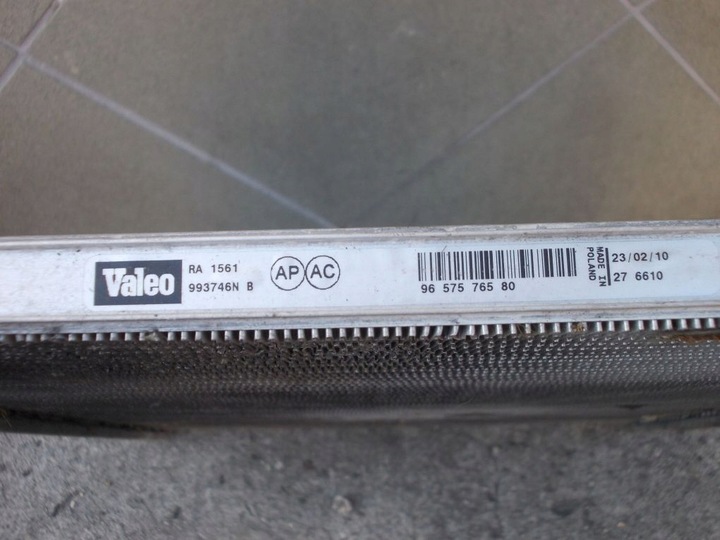 Valeo
RA 1561
993746N B
AP AC
96 575 765 80
MADE IN
POLAND
23/02/10
27 6610